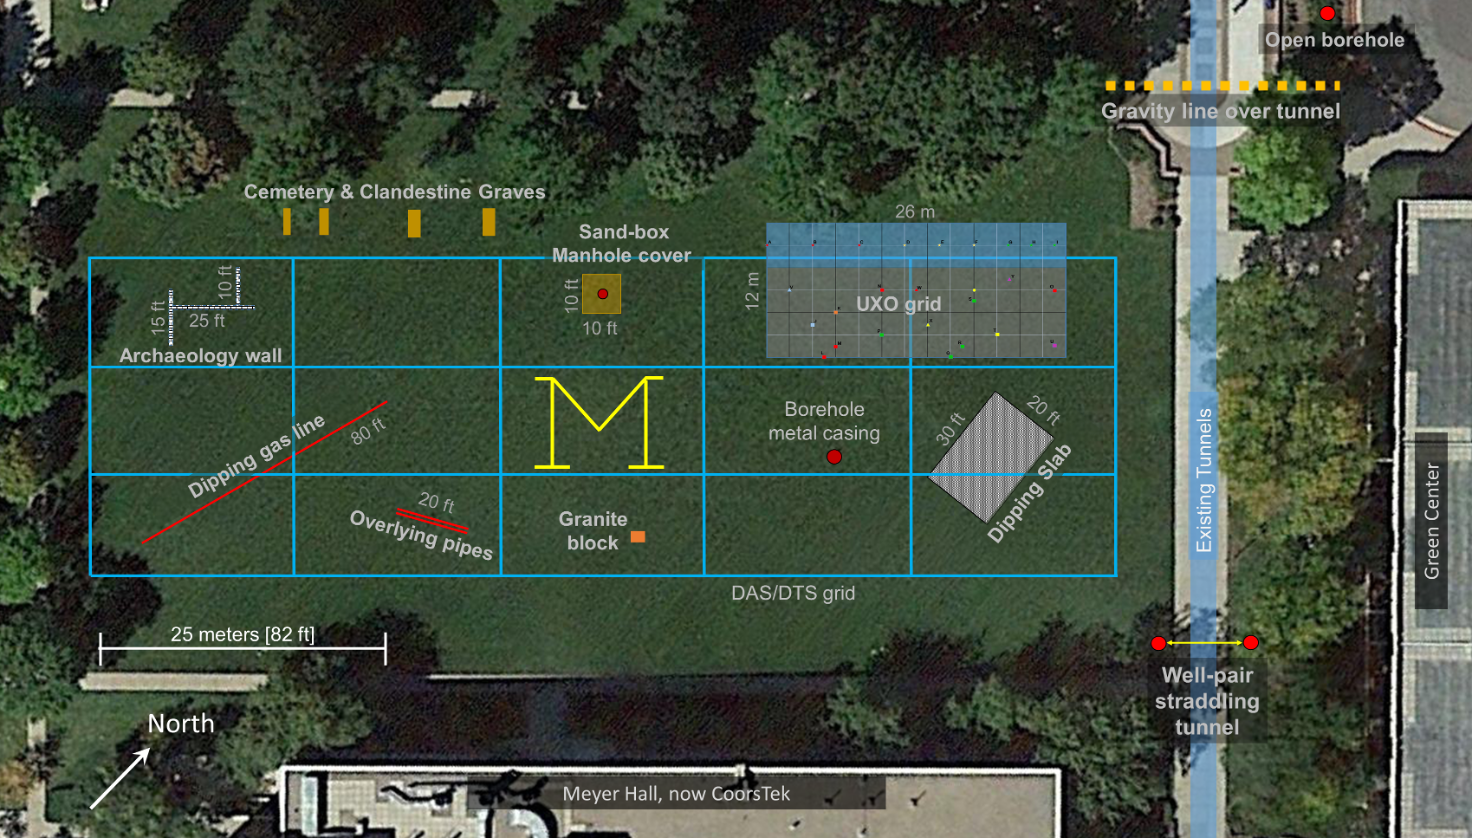 Open borehole
Gravity line over tunnel
Cemetery & Clandestine Graves
26 m
Sand-box
Manhole cover
10 ft
12 m
10 ft
15 ft
25 ft
10 ft
UXO grid
Archaeology wall
M
Borehole
metal casing
30 ft
20 ft
Dipping gas line
80 ft
Dipping Slab
Existing Tunnels
20 ft
Overlying pipes
Granite
block
Green Center
DAS/DTS grid
25 meters [82 ft]
Well-pair
straddling
tunnel
North
Meyer Hall, now CoorsTek